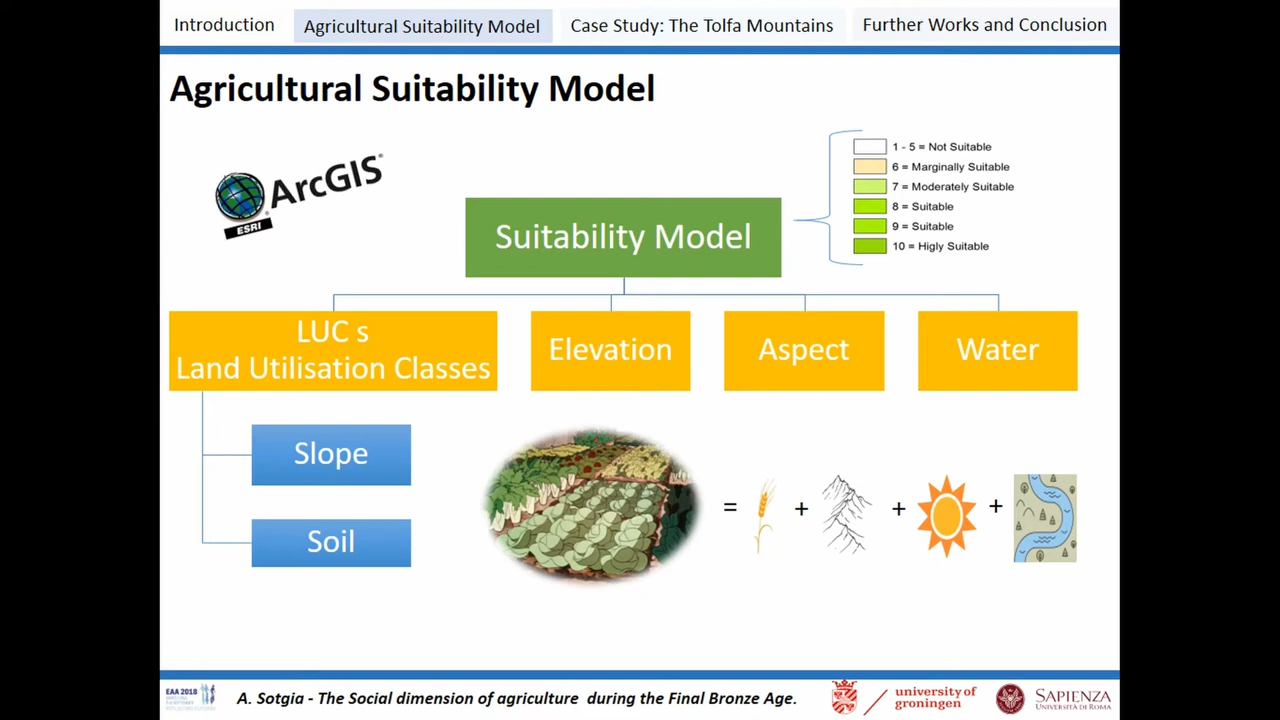 Introduction
Agricultural Suitability Model
Case Study: The Tolfa Mountains
Further Works and Conclusion
Agricultural Suitability Model
ArcGIS®
ESRI
1 - 5 = Not Suitable
6 = Marginally Suitable
7 = Moderately Suitable
8 = Suitable
9 = Suitable
10 = Higly Suitable
Suitability Model
LUC s
Land Utilisation Classes
Elevation
Aspect
Water
Slope
Soil
= + + +
EAA 2018
A. Sotgia - The Social dimension of agriculture during the Final Bronze Age.
university of
groningen
SAPIENZA
UNIVERSITÀ DI ROMA